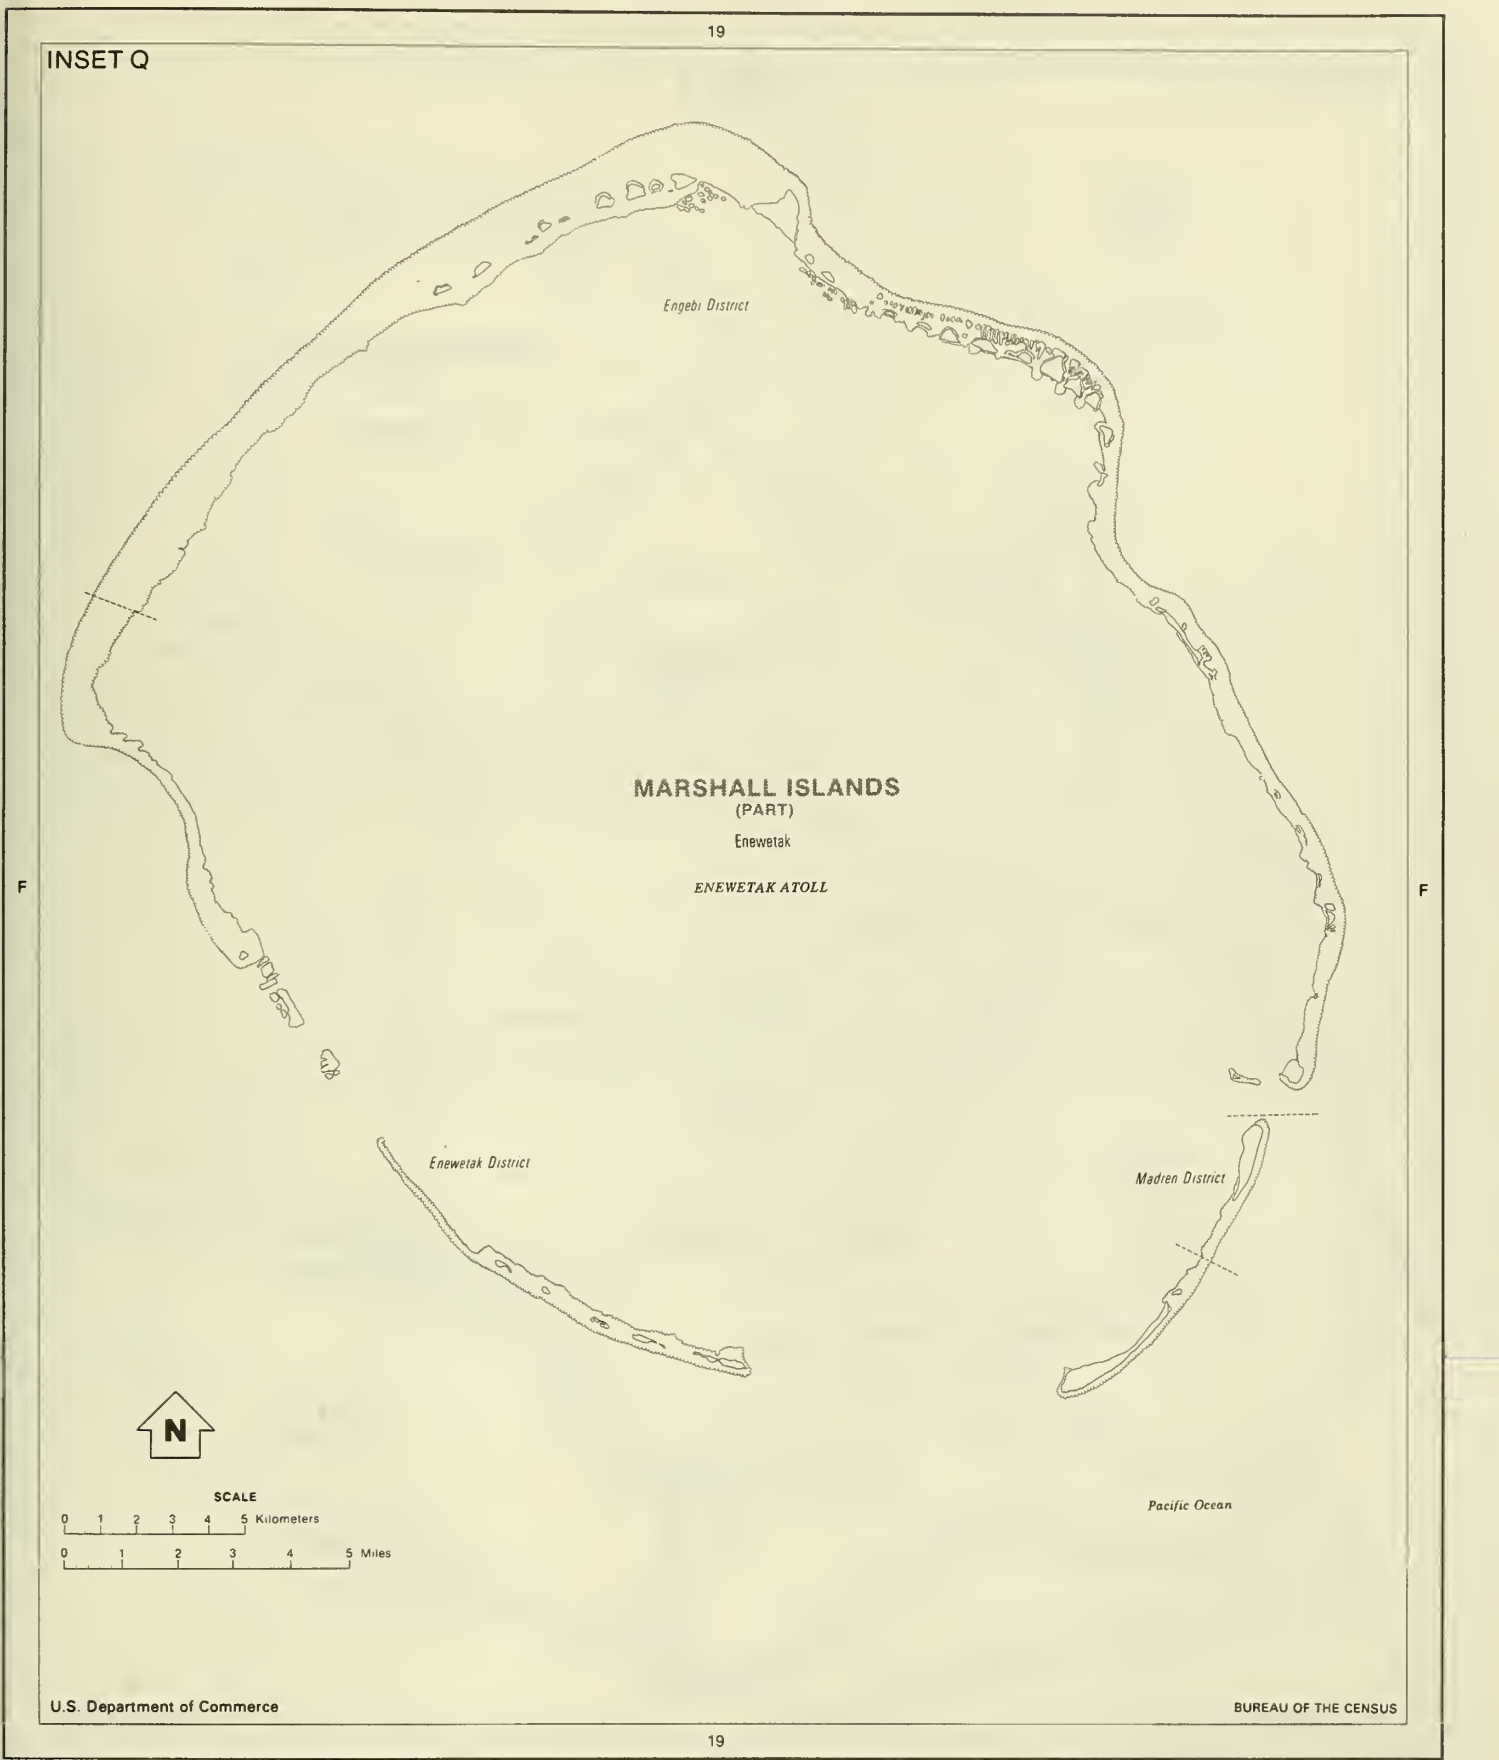 19
INSET Q
Engebi District
MARSHALL ISLANDS
(PART)
Enewetak
ENEWETAK ATOLL
F
F
Enewetak District
Madren District
N
Pacific Ocean
SCALE
0 1 2 3 4 5 Kilometers
0 1 2 3 4 5 Miles
U.S. Department of Commerce
BUREAU OF THE CENSUS
19